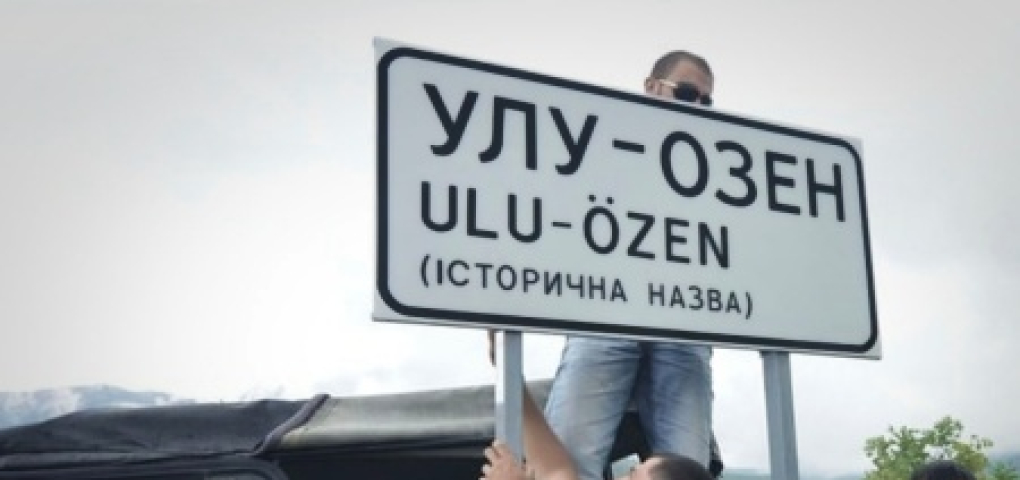 УЛУ-ОЗЕН
ULU-ÖZEN
(ІСТОРИЧНА НАЗВА)